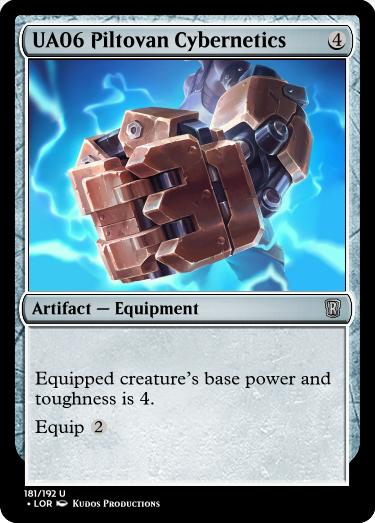 UA06 Piltovan Cybernetics 4
Artifact — Equipment R
Equipped creature's base power and
toughness is 4.
Equip 2
181/192 U
• LOR Kudos Productions